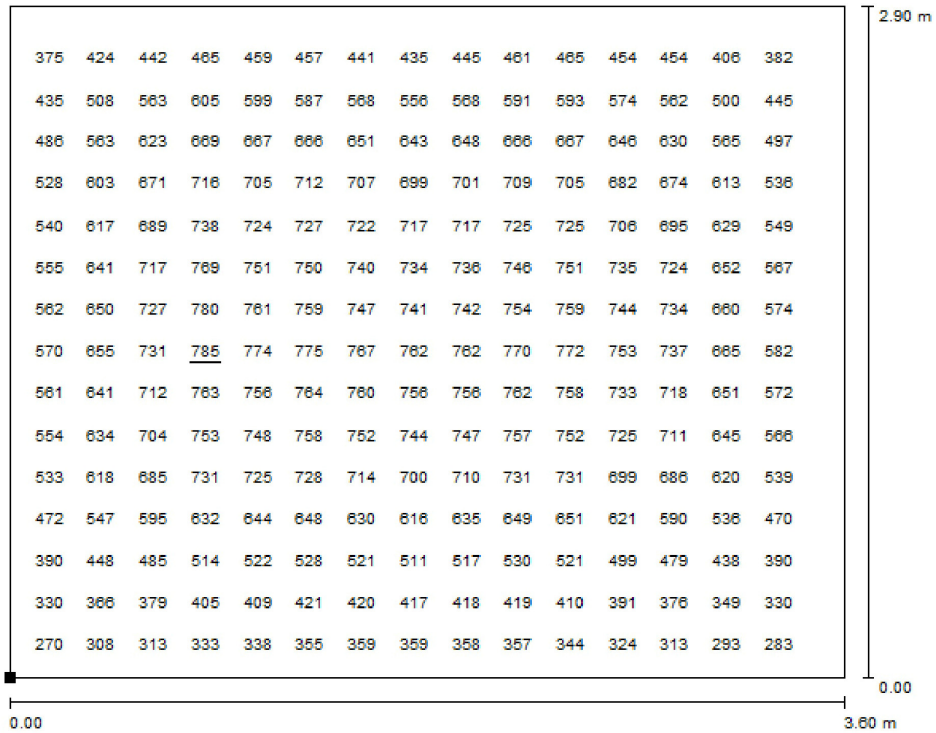 2.90 m
375 424 442 465 459 457 441 435 445 461 465 454 454 406 382
435 508 563 605 599 587 568 556 568 591 593 574 562 500 445
486 563 623 669 667 666 651 643 648 666 667 646 630 565 497
528 603 671 716 705 712 707 699 701 709 705 682 674 613 536
540 617 689 738 724 727 722 717 717 725 725 706 695 629 549
555 641 717 769 751 750 740 734 736 746 751 735 724 652 567
562 650 727 780 761 759 747 741 742 754 759 744 734 660 574
570 655 731 785 774 775 767 762 762 770 772 753 737 665 582
561 641 712 763 756 764 760 756 756 762 758 733 718 651 572
554 634 704 753 748 758 752 744 747 757 752 725 711 645 566
533 618 685 731 725 728 714 700 710 731 731 699 686 620 539
472 547 595 632 644 648 630 616 635 649 651 621 590 536 470
390 448 485 514 522 528 521 511 517 530 521 499 479 438 390
330 366 379 405 409 421 420 417 418 419 410 391 376 349 330
270 308 313 333 338 355 359 359 358 357 344 324 313 293 283
0.00
0.00 3.60 m